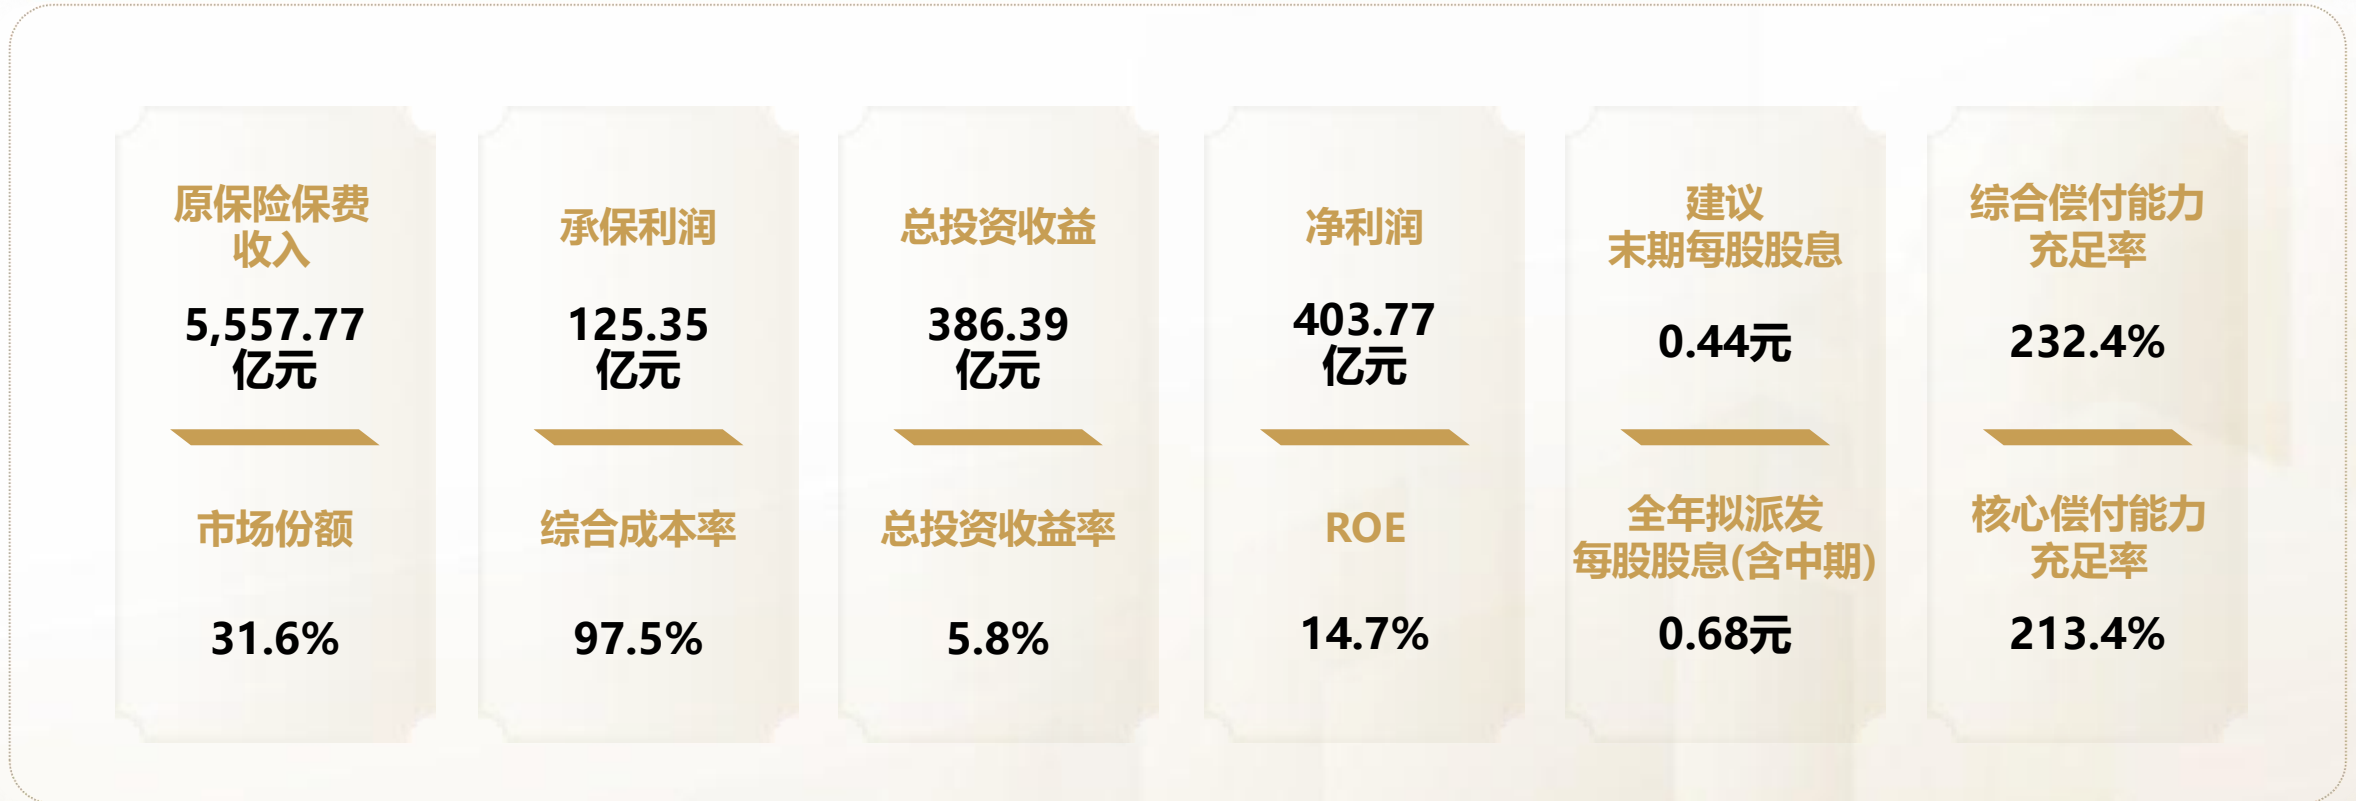 原保险保费
收入
5,557.77
亿元
市场份额
31.6%
承保利润
125.35
亿元
综合成本率
97.5%
总投资收益
386.39
亿元
总投资收益率
5.8%
净利润
403.77
亿元
ROE
14.7%
建议
末期每股股息
0.44元
全年拟派发
每股股息(含中期)
0.68元
综合偿付能力
充足率
232.4%
核心偿付能力
充足率
213.4%